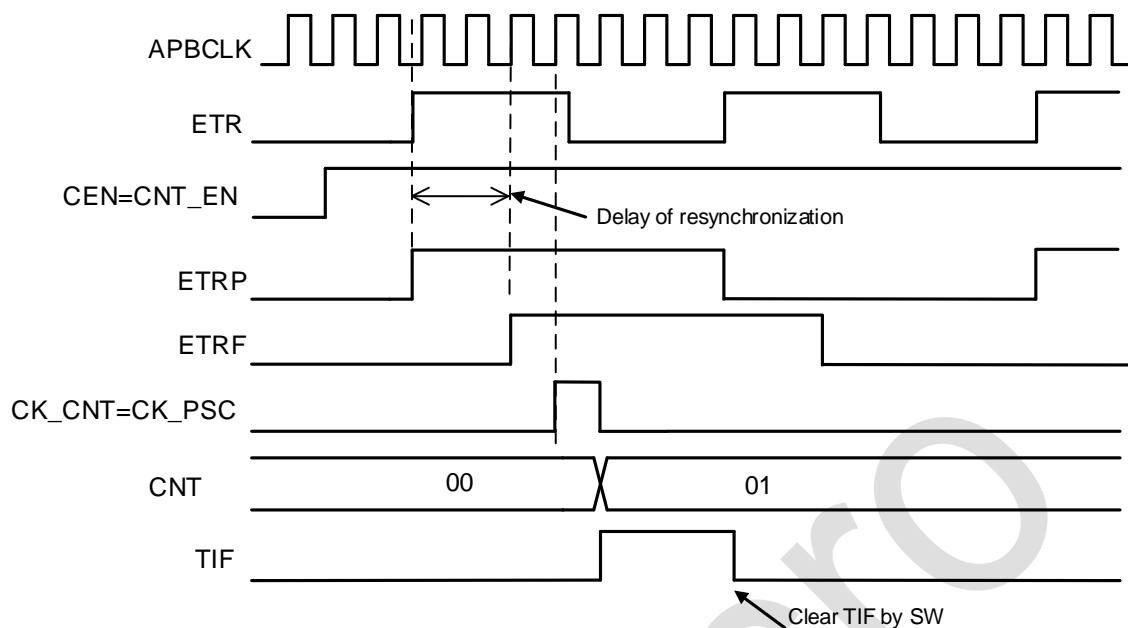 APBCLK
ETR
CEN=CNT_EN
Delay of resynchronization
ETRP
ETRF
CK_CNT=CK_PSC
CNT
00
01
TIF
Clear TIF by SW